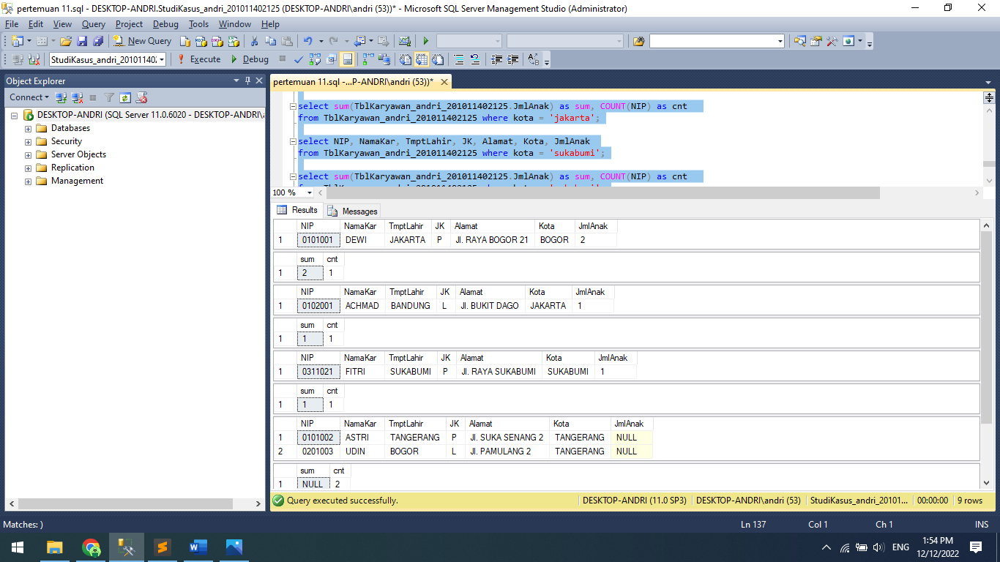 pertemuan 11.sql - DESKTOP-ANDRI.StudiKasus_andri_201011402125 (DESKTOP-ANDRI\andri (53))* - Microsoft SQL Server Management Studio (Administrator)
File Edit View Query Project Debug Tools Window Help
New Query
StudiKasus_andri_20101140: Execute Debug
Object Explorer
Connect
DESKTOP-ANDRI (SQL Server 11.0.6020 - DESKTOP-ANDRI\
Databases
Security
Server Objects
Replication
Management
pertemuan 11.sql -...P-ANDRI\andri (53))*
select sum(TblKaryawan_andri_201011402125.JmlAnak) as sum, COUNT(NIP) as cnt
from TblKaryawan_andri_201011402125 where kota = 'jakarta';
select NIP, NamaKar, TmptLahir, JK, Alamat, Kota, JmlAnak
from TblKaryawan_andri_201011402125 where kota = 'sukabumi';
select sum(TblKaryawan_andri_201011402125.JmlAnak) as sum, COUNT(NIP) as cnt
100 %
Results Messages
NIP NamaKar TmptLahir JK Alamat Kota JmlAnak
1 0101001 DEWI JAKARTA P Jl. RAYA BOGOR 21 BOGOR 2
sum cnt
1 2 1
NIP NamaKar TmptLahir JK Alamat Kota JmlAnak
1 0102001 ACHMAD BANDUNG L Jl. BUKIT DAGO JAKARTA 1
sum cnt
1 1 1
NIP NamaKar TmptLahir JK Alamat Kota JmlAnak
1 0311021 FITRI SUKABUMI P Jl. RAYA SUKABUMI SUKABUMI 1
sum cnt
1 1 1
NIP NamaKar TmptLahir JK Alamat Kota JmlAnak
1 0101002 ASTRI TANGERANG P Jl. SUKA SENANG 2 TANGERANG NULL
2 0201003 UDIN BOGOR L Jl. PAMULANG 2 TANGERANG NULL
sum cnt
1 NULL 2
Query executed successfully. DESKTOP-ANDRI (11.0 SP3) DESKTOP-ANDRI\andri (53) StudiKasus_andri_20101... 00:00:00 9 rows
Matches: ) Ln 137 Col 1 Ch 1 INS
ENG
1:54 PM
12/12/2022